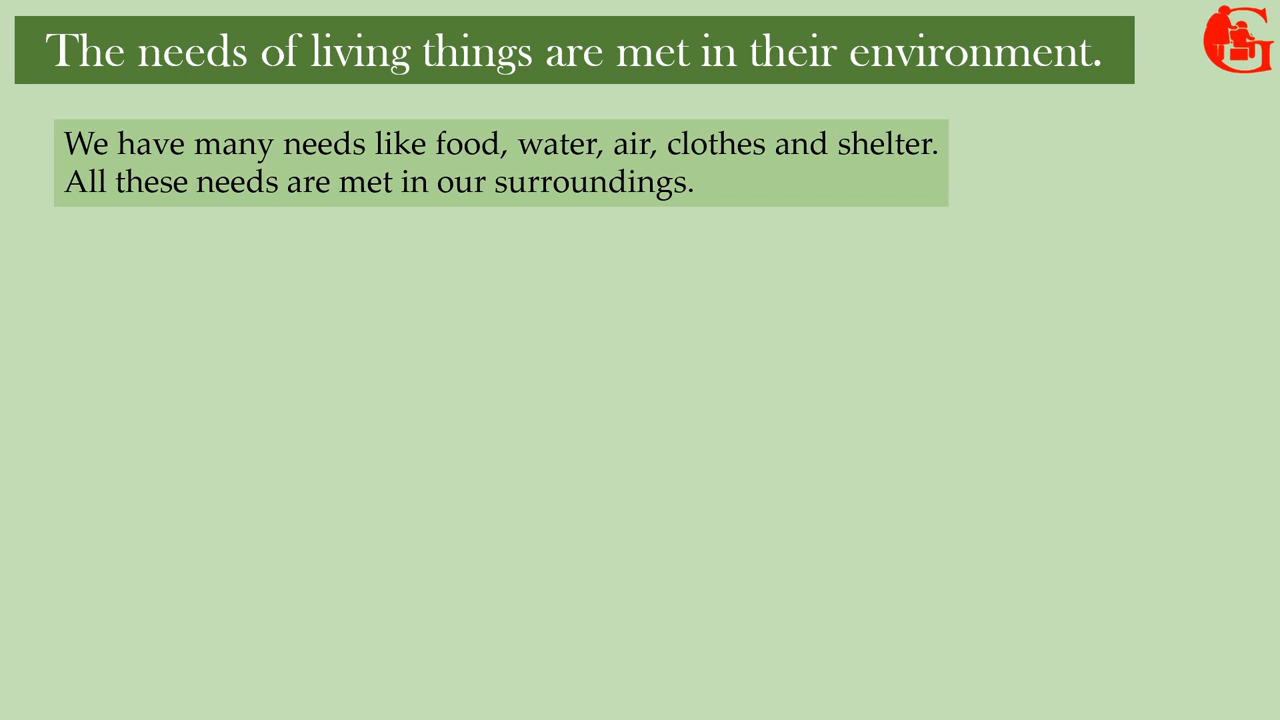 The needs of living things are met in their environment.
We have many needs like food, water, air, clothes and shelter.
All these needs are met in our surroundings.